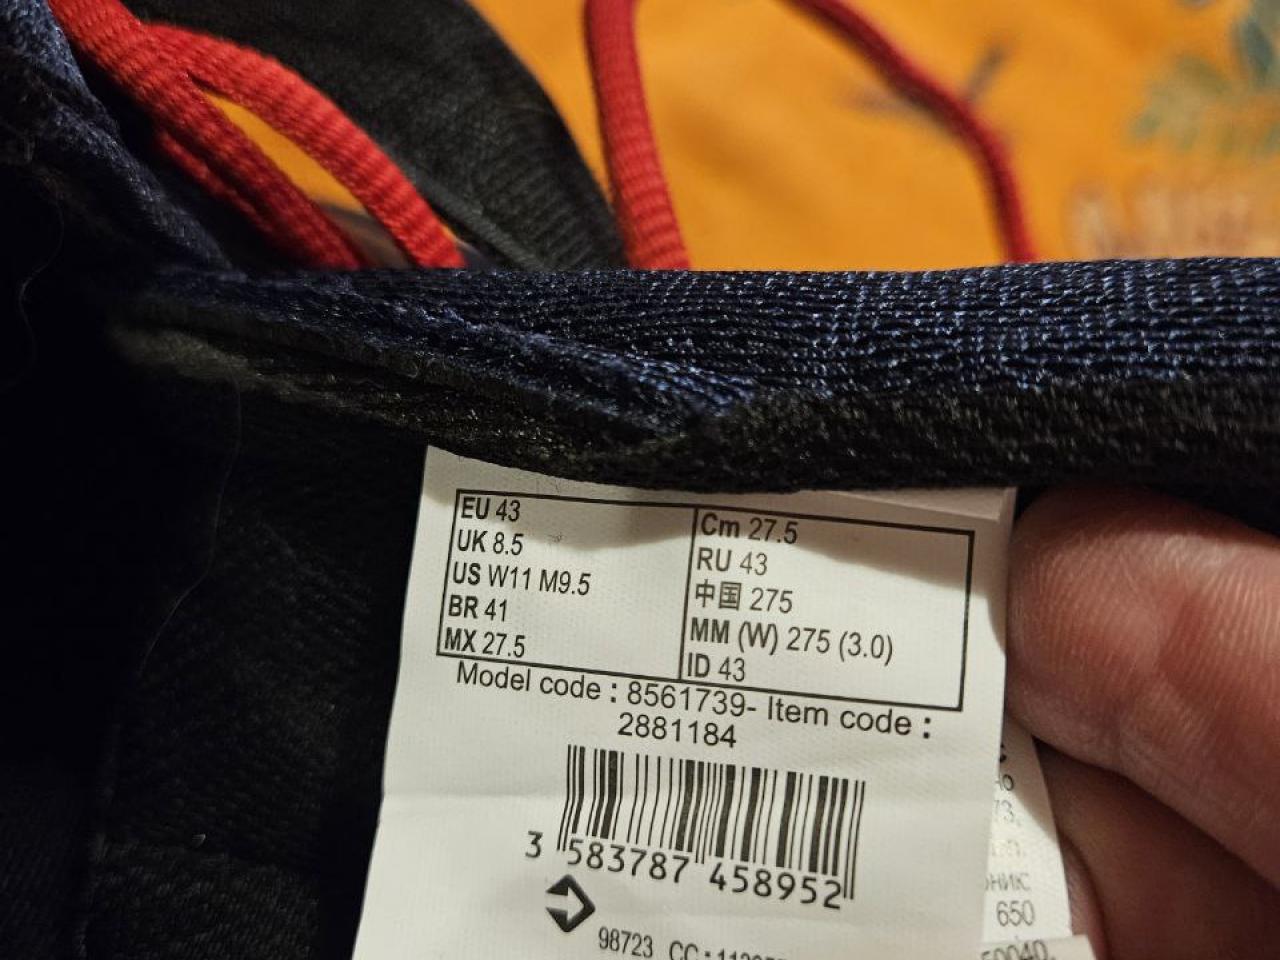 EU 43
UK 8.5
US W11 M9.5
BR 41
MX 27.5
Cm 27.5
RU 43
中国 275
MM (W) 275 (3.0)
ID 43
Model code : 8561739- Item code :
2881184
3 583787 458952
98723 CC:
650